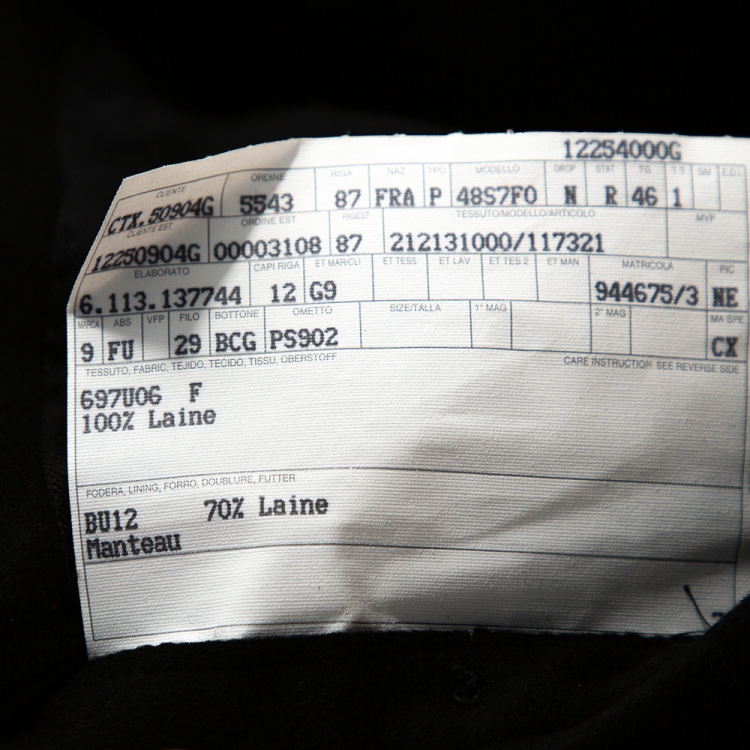 12254000G
CLIENTE ORDINE RIGA NAZ TPO MODELLO DROP STAT TG T T SM E.D.I.
CTX.50904G 5543 87 FRA P 48S7F0 N R 46 1
CLIENTE EST ORDINE EST RIGEST TESSUTO/MODELLO/ARTICOLO MVP
12250904G 00003108 87 212131000/117321
ELABORATO CAPI RIGA ET MAR/CLI ET TESS ET LAV ET TES 2 ET MAN MATRICOLA RIC
6.113.137744 12 G9 944675/3 NE
MARCA ABS VFP FILO BOTTONE OMETTO SIZE/TALLA 1° MAG 2° MAG MA SPE
9 FU 29 BCG PS902 CX
TESSUTO, FABRIC, TEJIDO, TECIDO, TISSU, OBERSTOFF CARE INSTRUCTION SEE REVERSE SIDE
697U06 F
100% Laine
FODERA, LINING, FORRO, DOUBLURE, FUTTER
BU12 70% Laine
Manteau